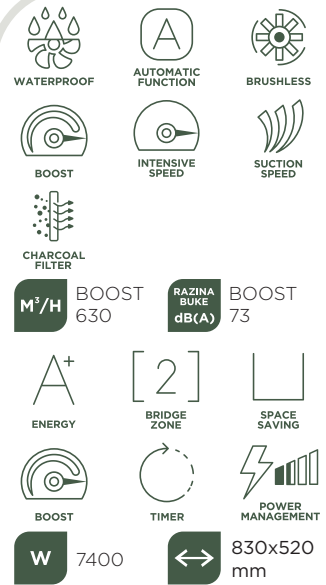 WATERPROOF
A
AUTOMATIC
FUNCTION
BRUSHLESS
BOOST
INTENSIVE
SPEED
SUCTION
SPEED
CHARCOAL
FILTER
M³/H
BOOST
630
RAZINA
BUKE
dB(A)
BOOST
73
A+
ENERGY
[2]
BRIDGE
ZONE
SPACE
SAVING
BOOST
TIMER
POWER
MANAGEMENT
W
7400
830x520
mm